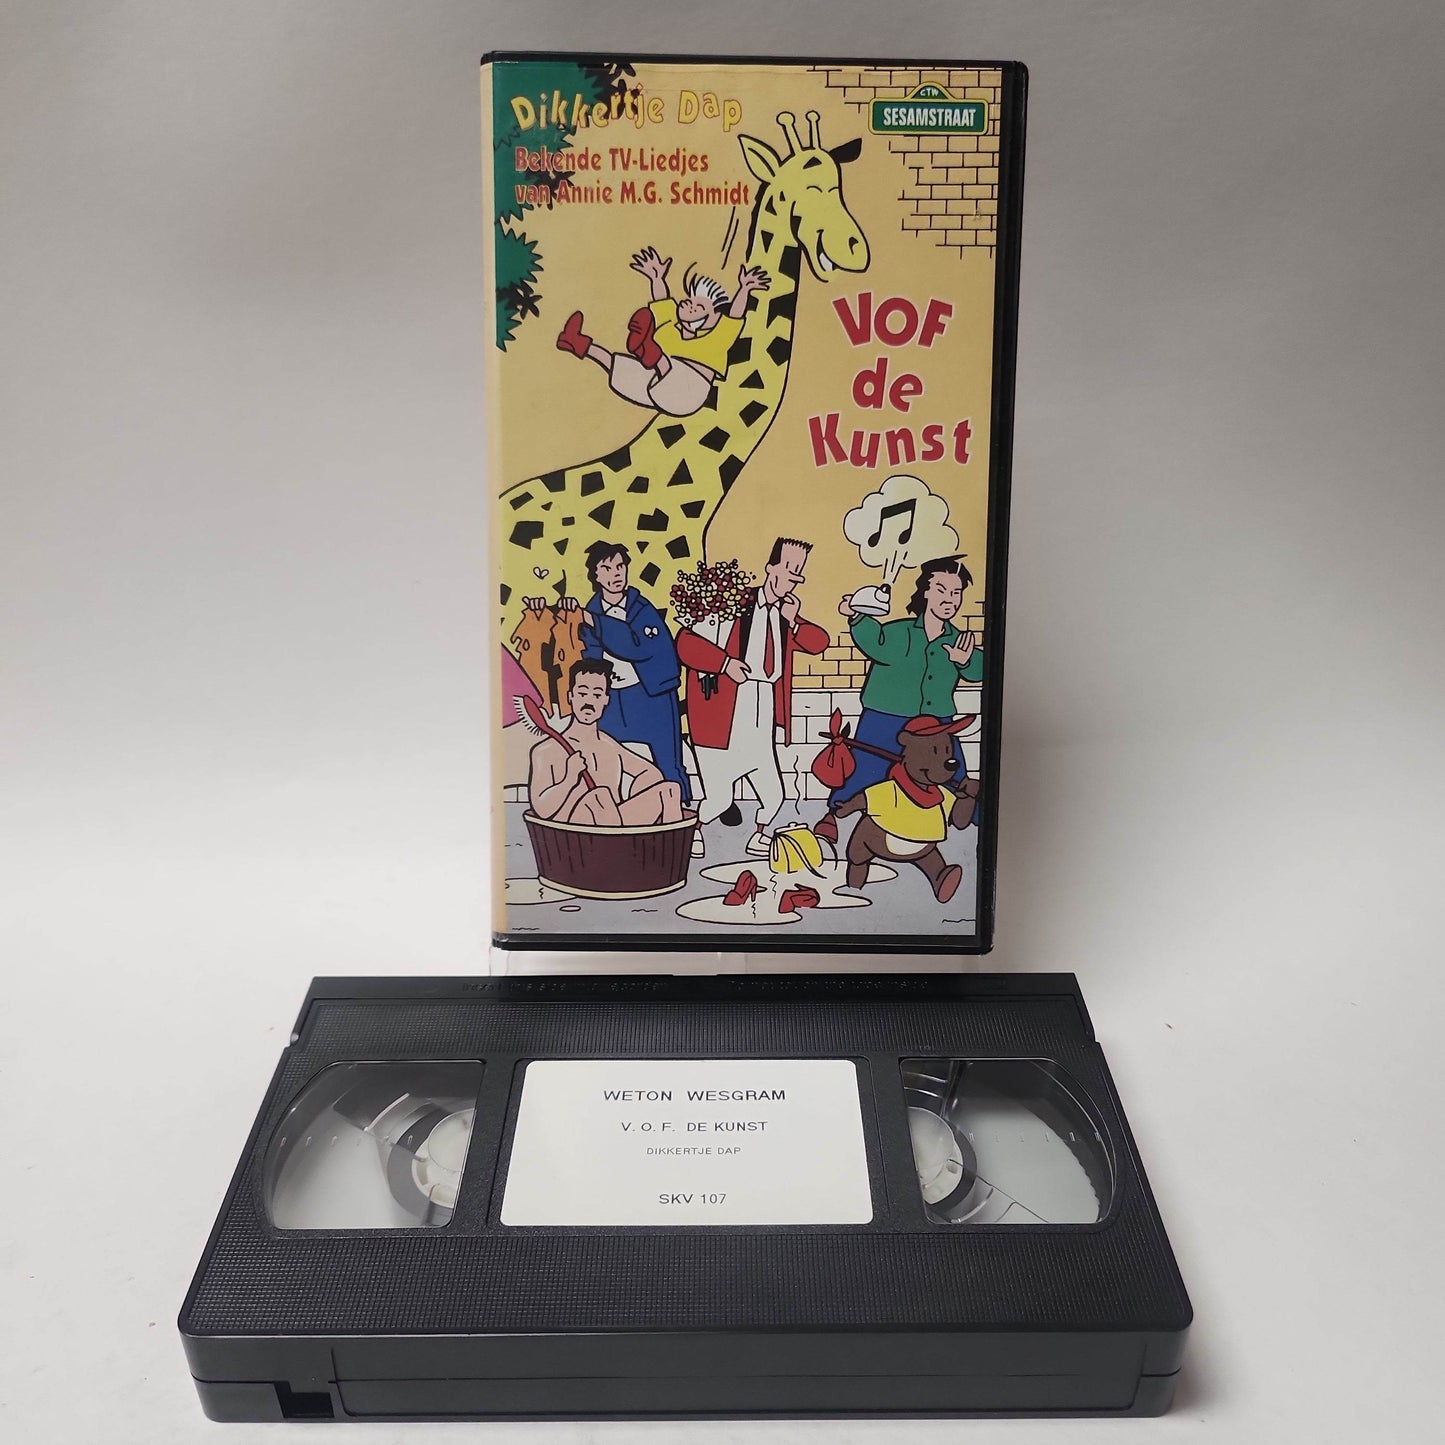 Dikkertje Dap
Bekende TV-Liedjes
van Annie M.G. Schmidt
CTW
SESAMSTRAAT
VOF
de
Kunst
WETON WESGRAM
V. O. F. DE KUNST
DIKKERTJE DAP
SKV 107